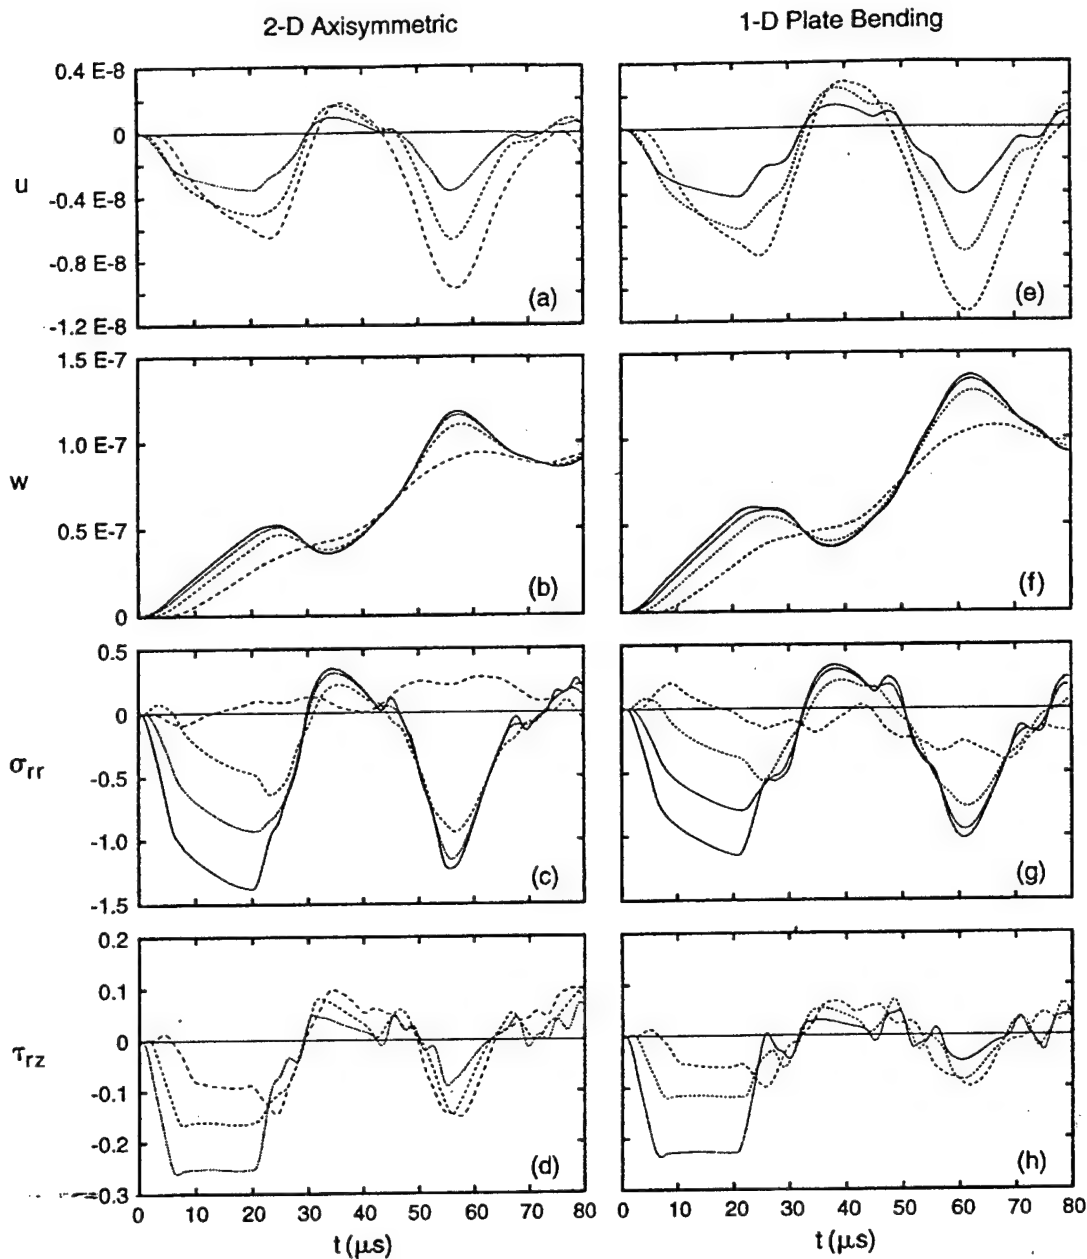 2-D Axisymmetric
1-D Plate Bending
0.4 E-8
0
-0.4 E-8
-0.8 E-8
-1.2 E-8
u
(a)
(e)
1.5 E-7
1.0 E-7
0.5 E-7
0
w
(b)
(f)
0.5
0
-0.5
-1.0
-1.5
σrr
(c)
(g)
0.2
0.1
0
-0.1
-0.2
-0.3
τrz
(d)
(h)
0 10 20 30 40 50 60 70 80
0 10 20 30 40 50 60 70 80
t (μs)
t (μs)